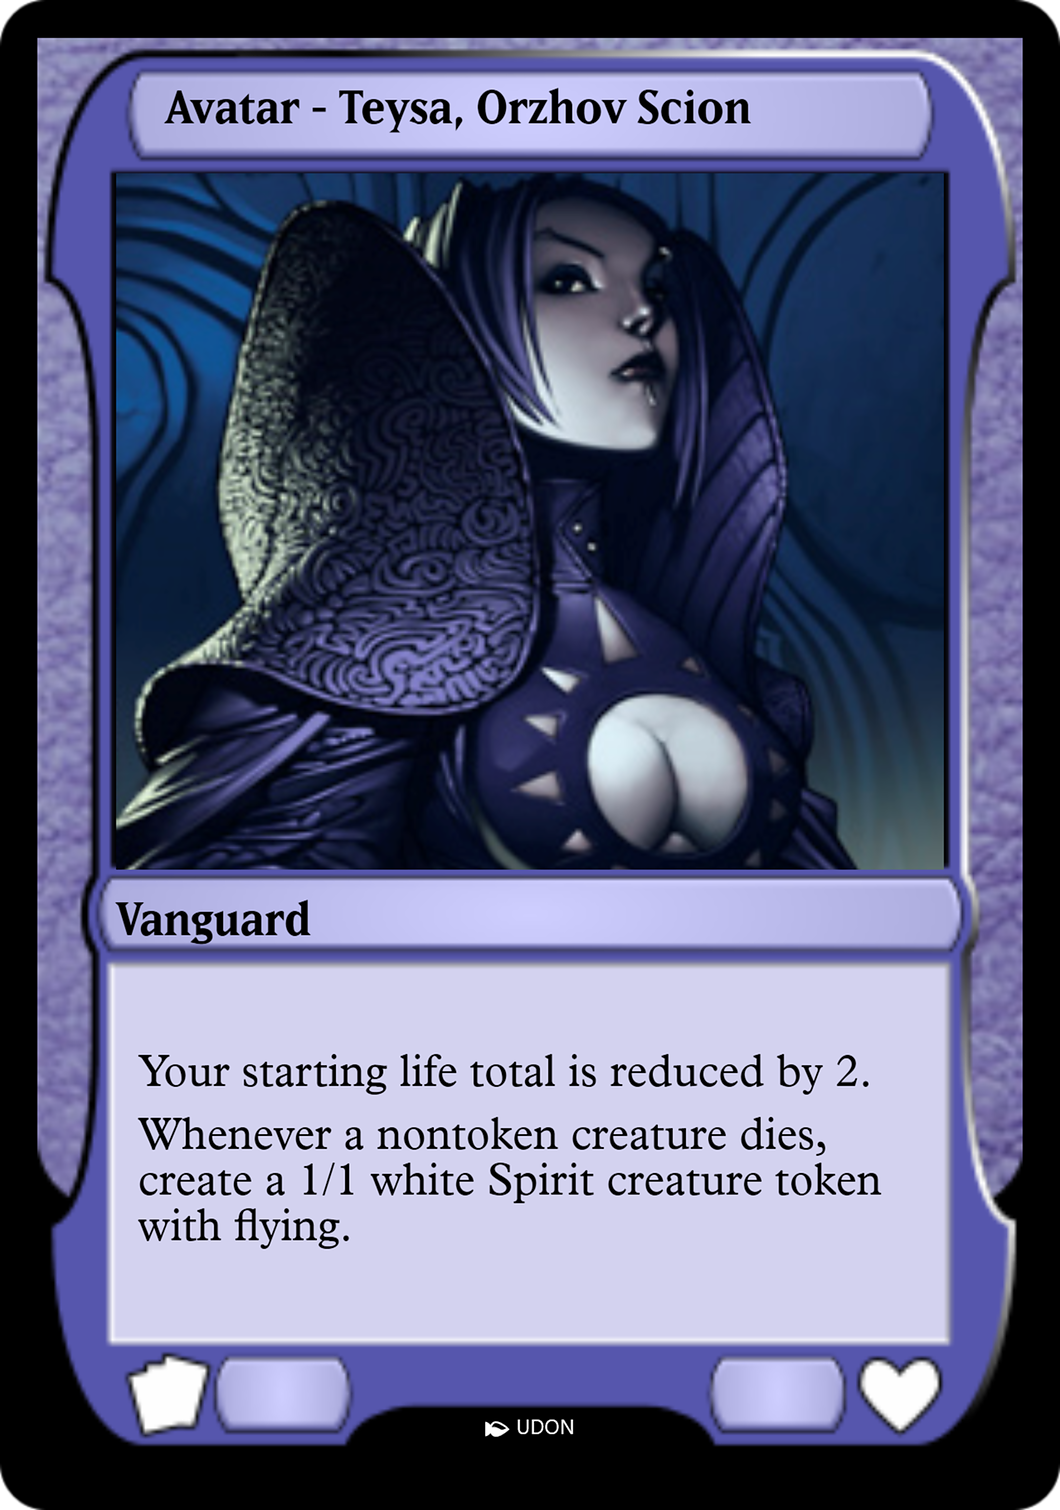 Avatar - Teysa, Orzhov Scion
Vanguard
Your starting life total is reduced by 2.
Whenever a nontoken creature dies,
create a 1/1 white Spirit creature token
with flying.
UDON